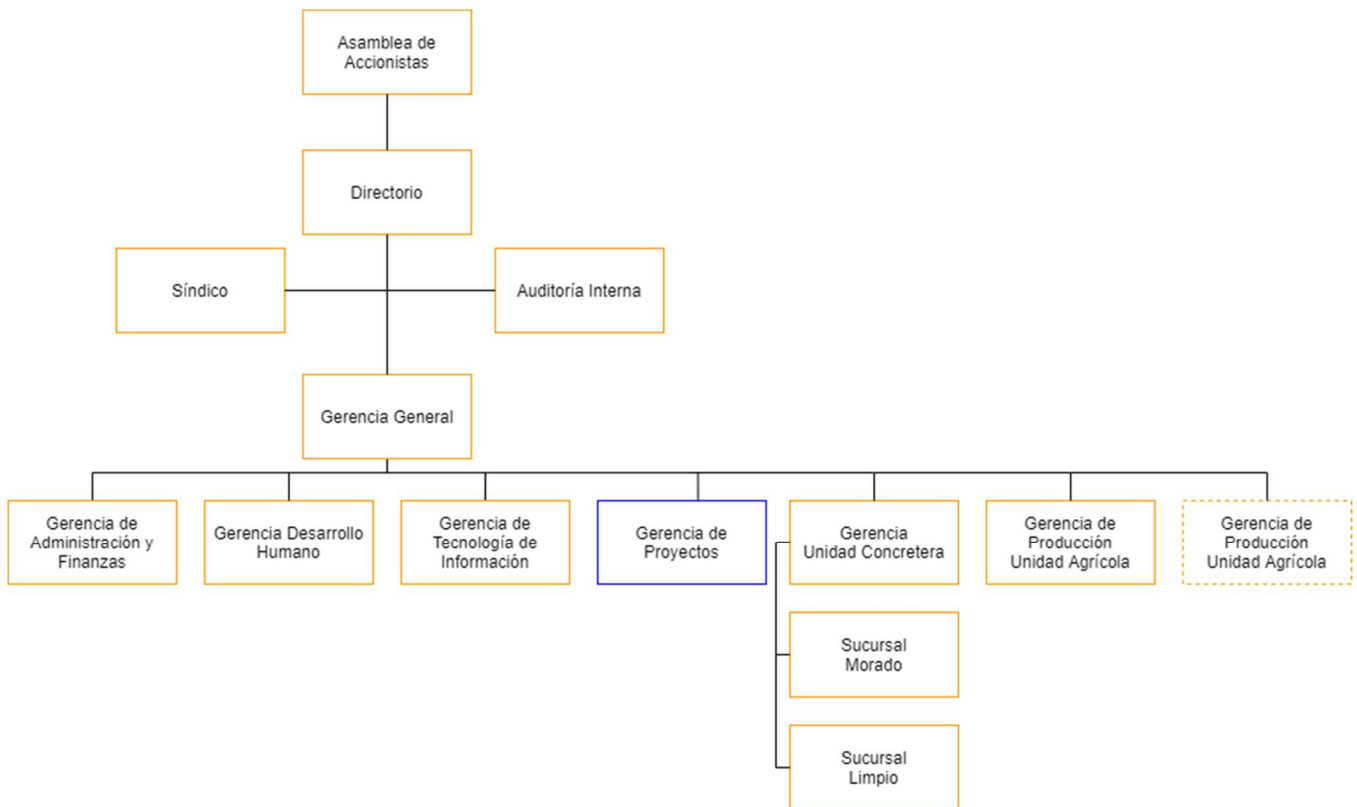 Asamblea de
Accionistas
Directorio
Síndico
Auditoría Interna
Gerencia General
Gerencia de
Administración y
Finanzas
Gerencia Desarrollo
Humano
Gerencia de
Tecnología de
Información
Gerencia de
Proyectos
Gerencia
Unidad Concretera
Gerencia de
Producción
Unidad Agrícola
Gerencia de
Producción
Unidad Agrícola
Sucursal
Morado
Sucursal
Limpio